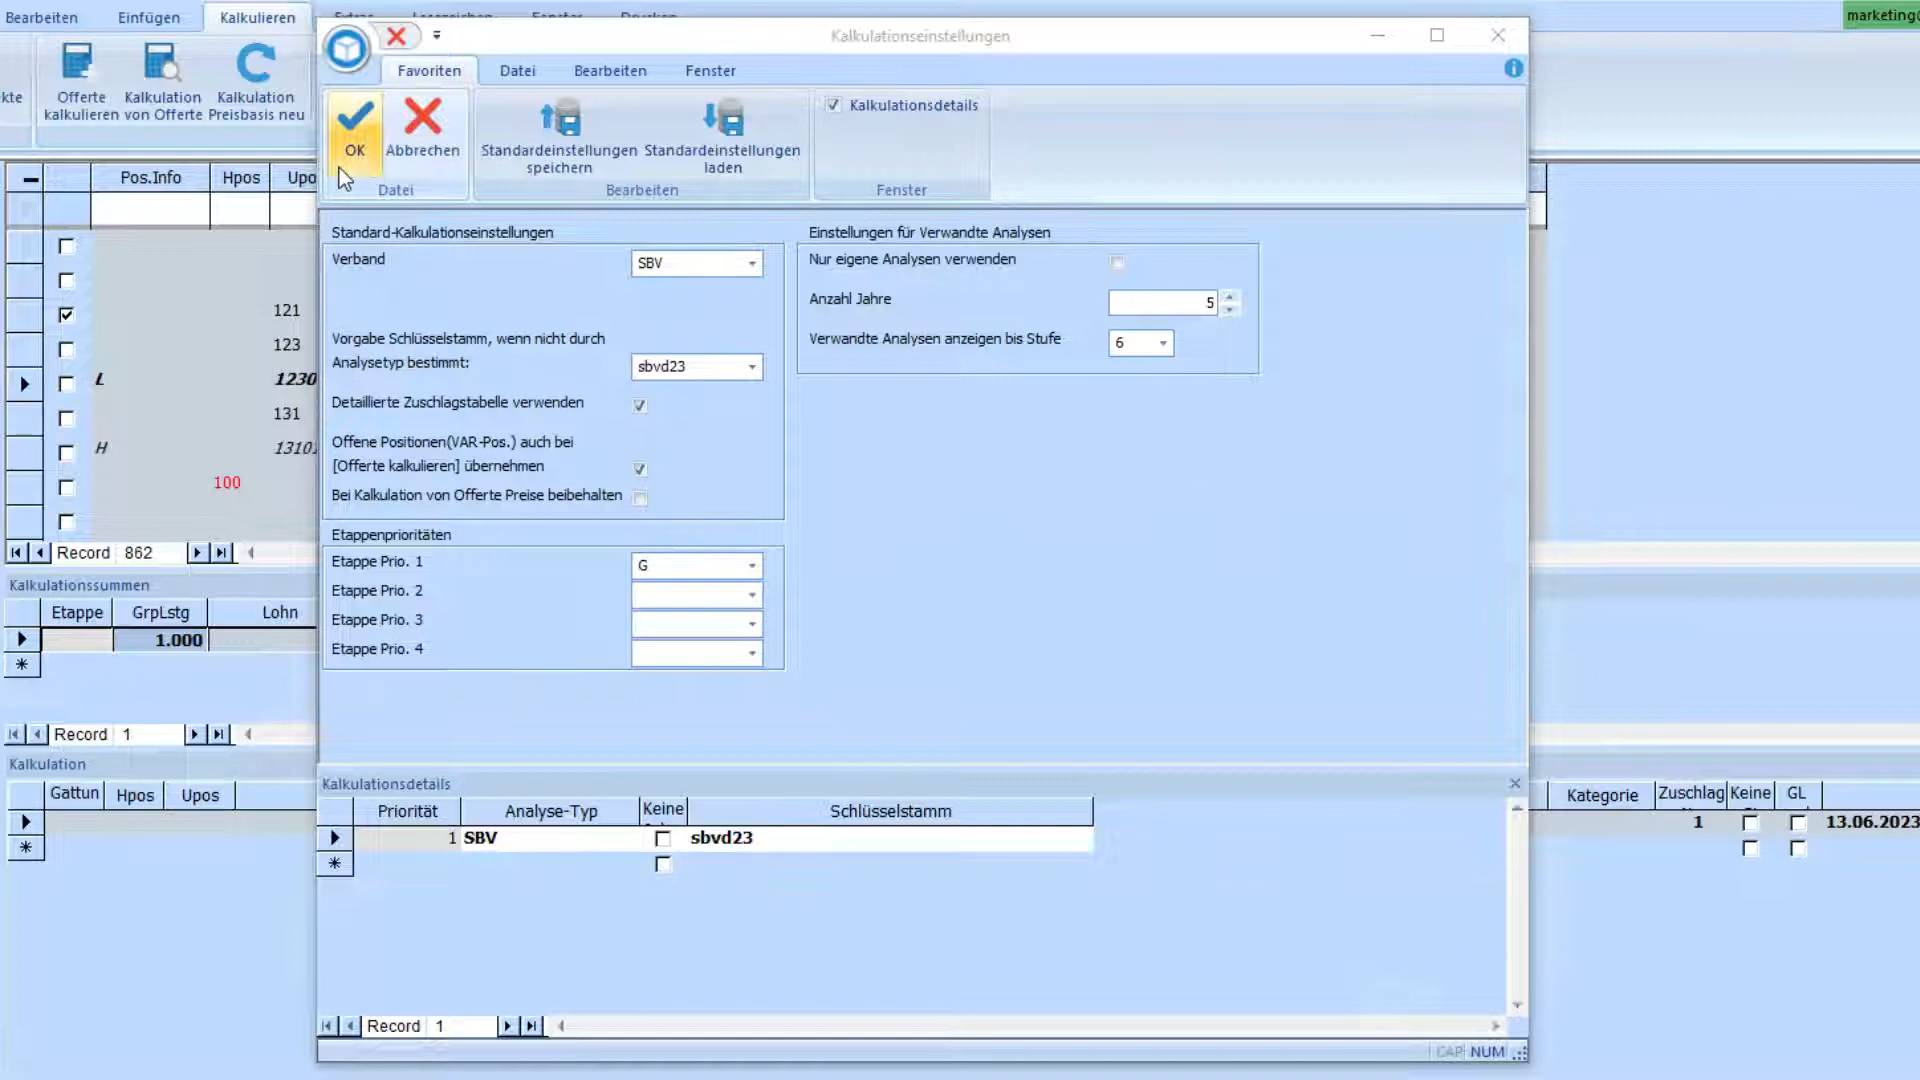 Bearbeiten Einfügen Kalkulieren
marketing@
Kalkulationseinstellungen
Favoriten Datei Bearbeiten Fenster
kte
Offerte kalkulieren
Kalkulation von Offerte
Kalkulation Preisbasis neu
OK Abbrechen
Datei
Standardeinstellungen speichern
Standardeinstellungen laden
Bearbeiten
Kalkulationsdetails
Fenster
Pos.Info Hpos Upo
121
123
L 1230
131
H 1310
100
Record 862
Standard-Kalkulationseinstellungen
Verband SBV
Vorgabe Schlüsselstamm, wenn nicht durch
Analysetyp bestimmt: sbvd23
Detaillierte Zuschlagstabelle verwenden
Offene Positionen(VAR-Pos.) auch bei
[Offerte kalkulieren] übernehmen
Bei Kalkulation von Offerte Preise beibehalten
Etappenprioritäten
Etappe Prio. 1 G
Etappe Prio. 2
Etappe Prio. 3
Etappe Prio. 4
Einstellungen für Verwandte Analysen
Nur eigene Analysen verwenden
Anzahl Jahre 5
Verwandte Analysen anzeigen bis Stufe 6
Kalkulationssummen
Etappe GrpLstg Lohn
1.000
Record 1
Kalkulation
Gattun Hpos Upos
Kalkulationsdetails
Priorität Analyse-Typ Keine Schlüsselstamm
1 SBV sbvd23
Record 1
CAP NUM
Kategorie Zuschlag Keine GL
1 13.06.2023